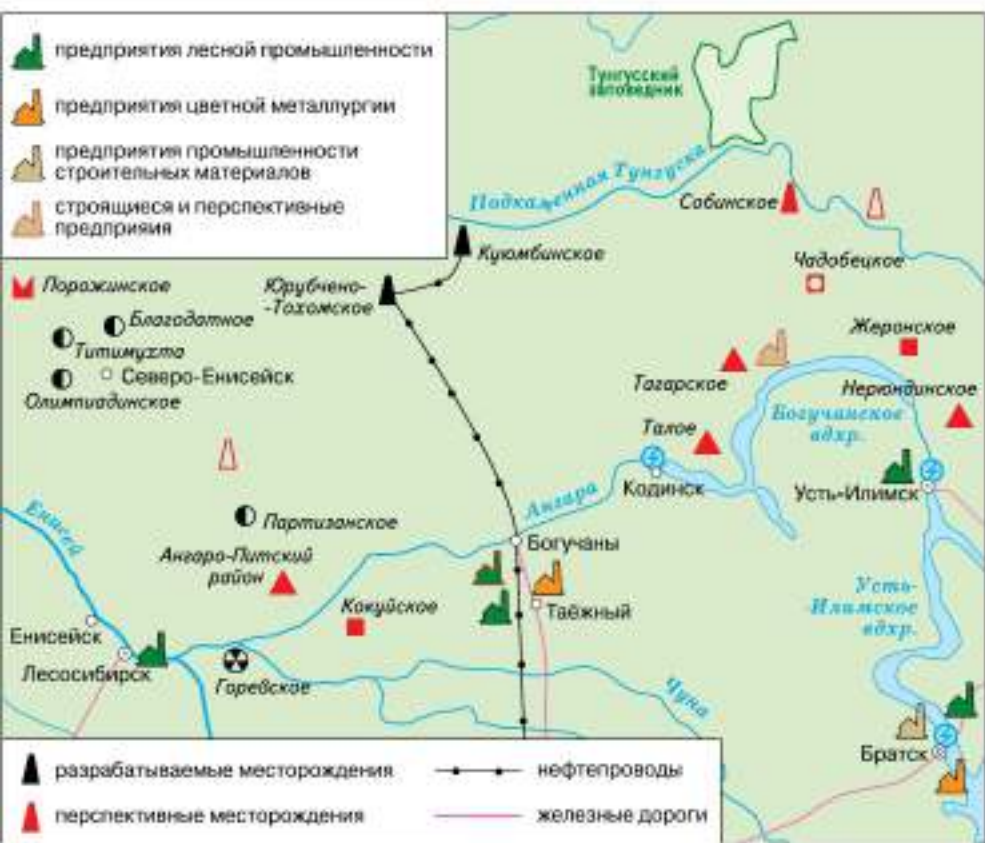 предприятия лесной промышленности
предприятия цветной металлургии
предприятия промышленности
строительных материалов
строящиеся и перспективные
предприяия
Тунгусский
заповедник
Подкаменная Тунгуска
Собинское
Куюмбинское
Чадобецкое
Порожинское
Юрубчено-
-Тохомское
Благодатное
Титимухта
Северо-Енисейск
Олимпиадинское
Жеронское
Тагарское
Нерюндинское
Богучанское
вдхр.
Талое
Кодинск
Усть-Илимск
Ангара
Енисей
Партизанское
Богучаны
Ангаро-Питский
район
Кокуйское
Таёжный
Усть-
-Илимское
вдхр.
Енисейск
Лесосибирск
Горевское
Чуна
Братск
разрабатываемые месторождения
нефтепроводы
перспективные месторождения
железные дороги